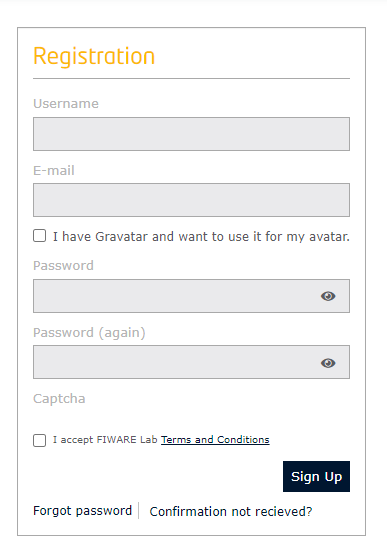 Registration
Username
E-mail
I have Gravatar and want to use it for my avatar.
Password
Password (again)
Captcha
I accept FIWARE Lab Terms and Conditions
Sign Up
Forgot password
Confirmation not recieved?